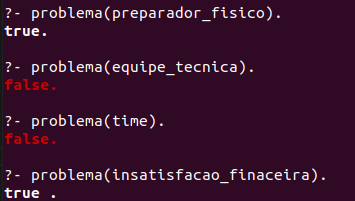 ?- problema(preparador_fisico).
true.
?- problema(equipe_tecnica).
false.
?- problema(time).
false.
?- problema(insatisfacao_finaceira).
true .